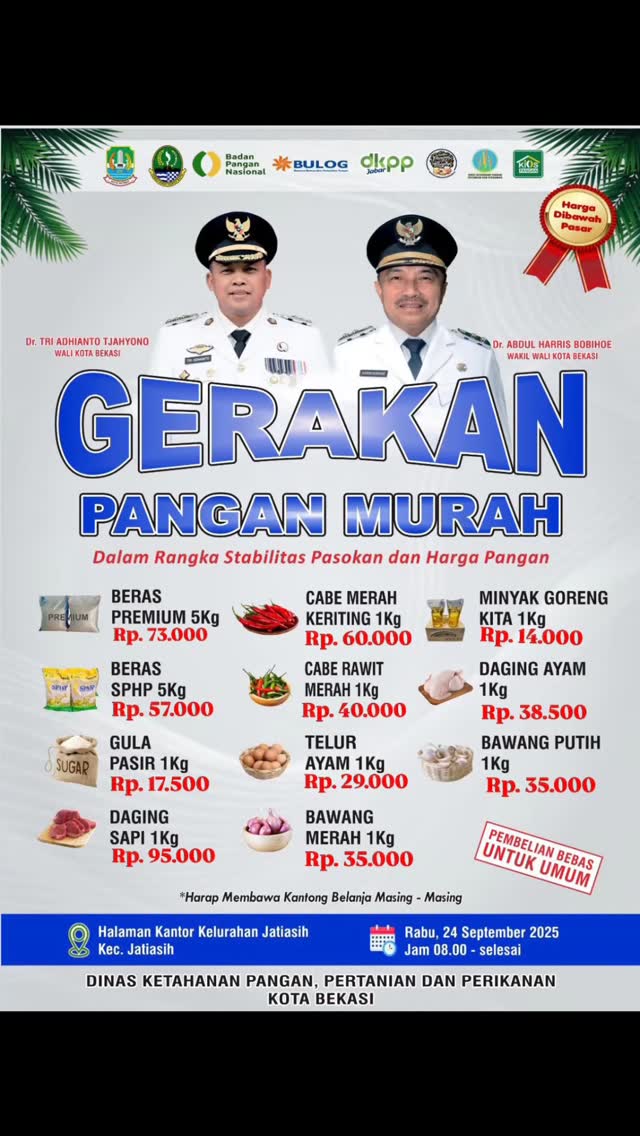 Badan
Pangan
Nasional
BULOG
dkpp
Jabar
KIOS
PANGAN
Harga
Dibawah
Pasar
Dr. TRI ADHIANTO TJAHYONO
WALI KOTA BEKASI
Dr. ABDUL HARRIS BOBIHOE
WAKIL WALI KOTA BEKASI
GERAKAN
PANGAN MURAH
Dalam Rangka Stabilitas Pasokan dan Harga Pangan
PREMIUM
BERAS
PREMIUM 5Kg
Rp. 73.000
CABE MERAH
KERITING 1Kg
Rp. 60.000
MINYAK GORENG
KITA 1Kg
Rp. 14.000
BERAS
SPHP 5Kg
Rp. 57.000
CABE RAWIT
MERAH 1Kg
Rp. 40.000
DAGING AYAM
1Kg
Rp. 38.500
SUGAR
GULA
PASIR 1Kg
Rp. 17.500
TELUR
AYAM 1Kg
Rp. 29.000
BAWANG PUTIH
1Kg
Rp. 35.000
DAGING
SAPI 1Kg
Rp. 95.000
BAWANG
MERAH 1Kg
Rp. 35.000
PEMBELIAN BEBAS
UNTUK UMUM
*Harap Membawa Kantong Belanja Masing - Masing
Halaman Kantor Kelurahan Jatiasih
Kec. Jatiasih
Rabu, 24 September 2025
Jam 08.00 - selesai
DINAS KETAHANAN PANGAN, PERTANIAN DAN PERIKANAN
KOTA BEKASI